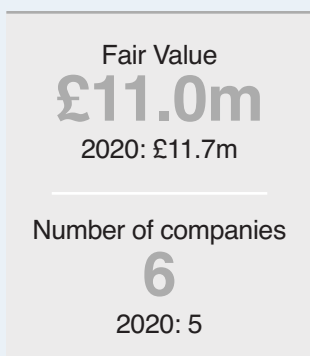 Fair Value
£11.0m
2020: £11.7m
Number of companies
6
2020: 5